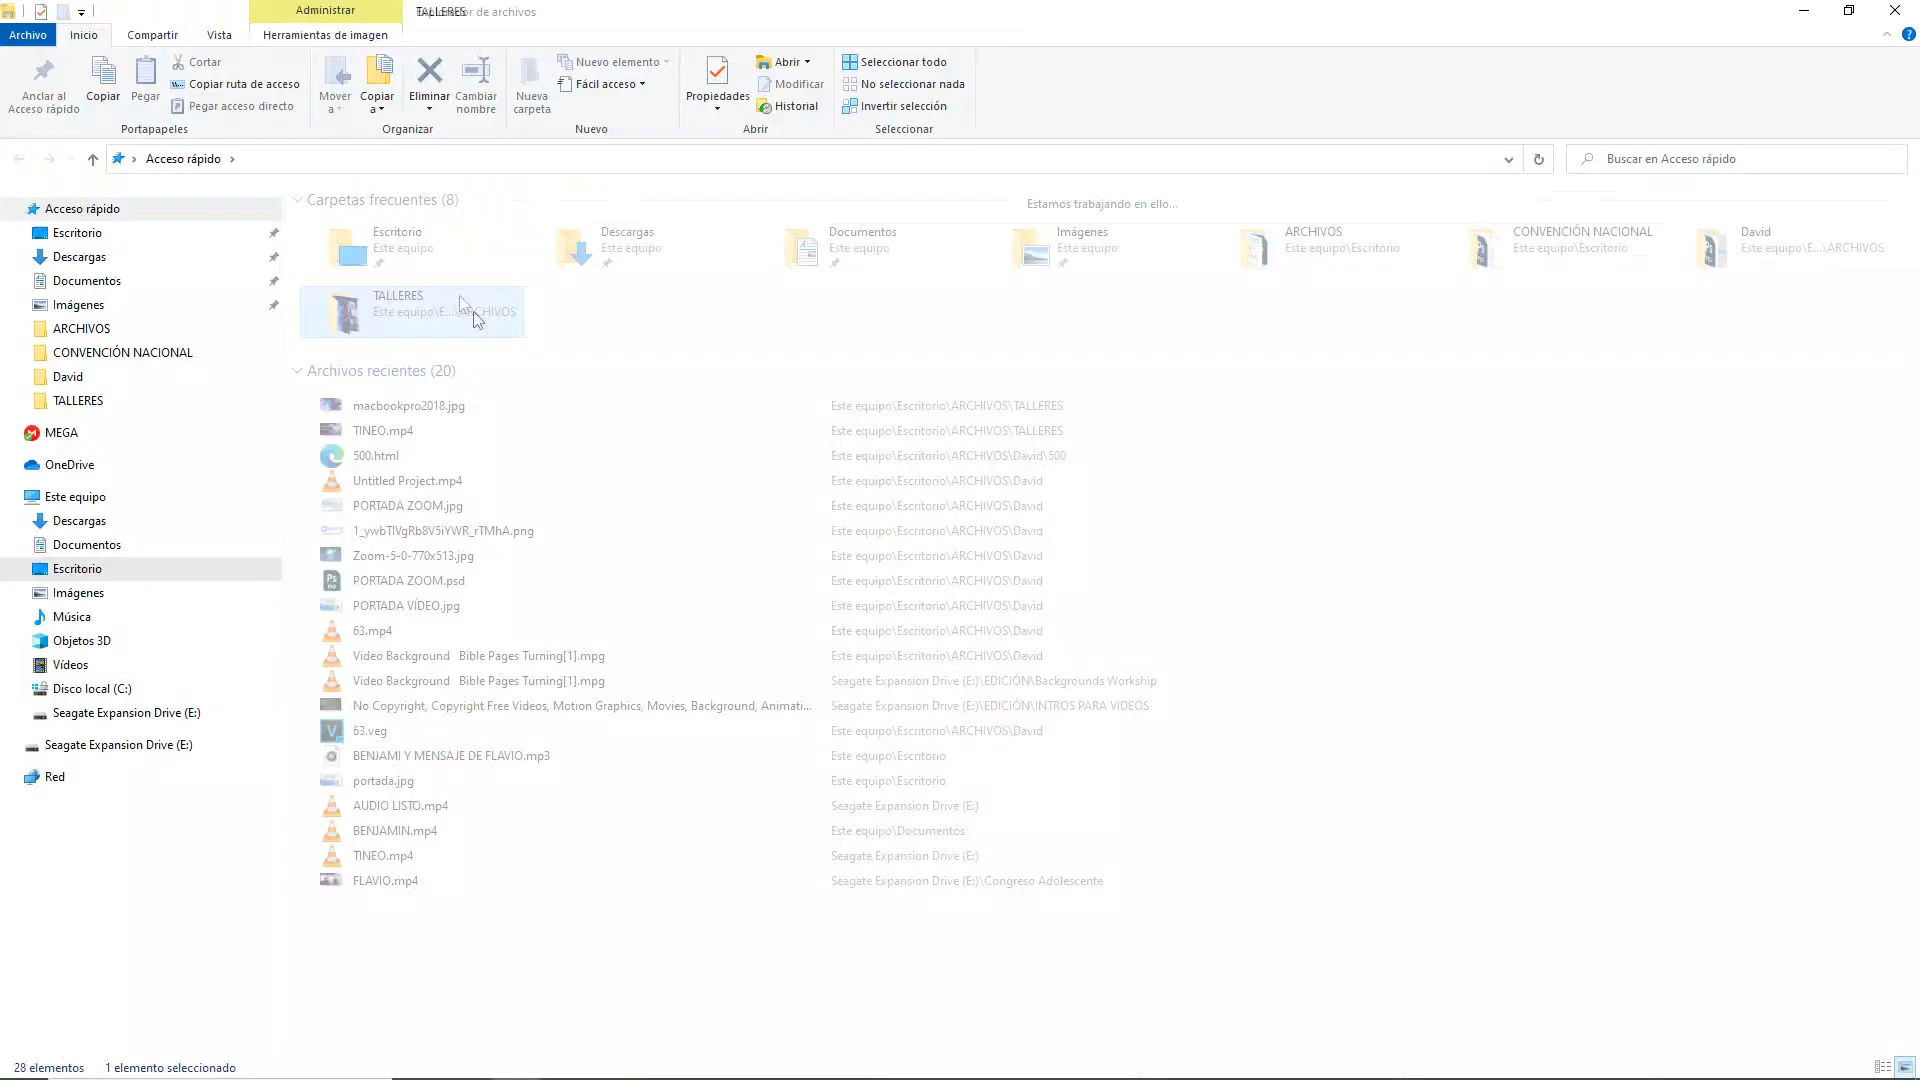 Administrar
TALLERES
de archivos
Archivo
Inicio
Compartir
Vista
Herramientas de imagen
Anclar al
Acceso rápido
Copiar
Pegar
Cortar
Copiar ruta de acceso
Pegar acceso directo
Portapapeles
Mover
a
Copiar
a
Eliminar
Cambiar
nombre
Organizar
Nueva
carpeta
Nuevo elemento
Fácil acceso
Nuevo
Propiedades
Abrir
Modificar
Historial
Abrir
Seleccionar todo
No seleccionar nada
Invertir selección
Seleccionar
Acceso rápido
Buscar en Acceso rápido
Acceso rápido
Escritorio
Descargas
Documentos
Imágenes
ARCHIVOS
CONVENCIÓN NACIONAL
David
TALLERES
MEGA
OneDrive
Este equipo
Descargas
Documentos
Escritorio
Imágenes
Música
Objetos 3D
Vídeos
Disco local (C:)
Seagate Expansion Drive (E:)
Seagate Expansion Drive (E:)
Red
Carpetas frecuentes (8)
Estamos trabajando en ello...
Escritorio
Este equipo
Descargas
Este equipo
Documentos
Este equipo
Imágenes
Este equipo
ARCHIVOS
Este equipo\Escritorio
CONVENCIÓN NACIONAL
Este equipo\Escritorio
David
Este equipo\E...\ARCHIVOS
TALLERES
Este equipo\E...\ARCHIVOS
Archivos recientes (20)
macbookpro2018.jpg Este equipo\Escritorio\ARCHIVOS\TALLERES
TINEO.mp4 Este equipo\Escritorio\ARCHIVOS\TALLERES
500.html Este equipo\Escritorio\ARCHIVOS\David\500
Untitled Project.mp4 Este equipo\Escritorio\ARCHIVOS\David
PORTADA ZOOM.jpg Este equipo\Escritorio\ARCHIVOS\David
1_ywbTlVgRb8V5iYWR_rTMhA.png Este equipo\Escritorio\ARCHIVOS\David
Zoom-5-0-770x513.jpg Este equipo\Escritorio\ARCHIVOS\David
PORTADA ZOOM.psd Este equipo\Escritorio\ARCHIVOS\David
PORTADA VÍDEO.jpg Este equipo\Escritorio\ARCHIVOS\David
63.mp4 Este equipo\Escritorio\ARCHIVOS\David
Video Background Bible Pages Turning[1].mpg Este equipo\Escritorio\ARCHIVOS\David
Video Background Bible Pages Turning[1].mpg Seagate Expansion Drive (E:)\EDICIÓN\Backgrounds Workship
No Copyright, Copyright Free Videos, Motion Graphics, Movies, Background, Animati... Seagate Expansion Drive (E:)\EDICIÓN\INTROS PARA VIDEOS
63.veg Este equipo\Escritorio\ARCHIVOS\David
BENJAMI Y MENSAJE DE FLAVIO.mp3 Este equipo\Escritorio
portada.jpg Este equipo\Escritorio
AUDIO LISTO.mp4 Seagate Expansion Drive (E:)
BENJAMIN.mp4 Este equipo\Documentos
TINEO.mp4 Seagate Expansion Drive (E:)
FLAVIO.mp4 Seagate Expansion Drive (E:)\Congreso Adolescente
28 elementos
1 elemento seleccionado